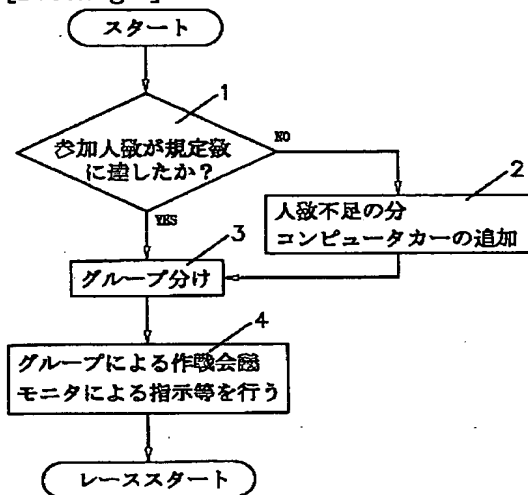 スタート
1
参加人数が規定数
に達したか？
NO
YES
2
人数不足の分
コンピュータカーの追加
3
グループ分け
4
グループによる作戦会議
モニタによる指示等を行う
レーススタート